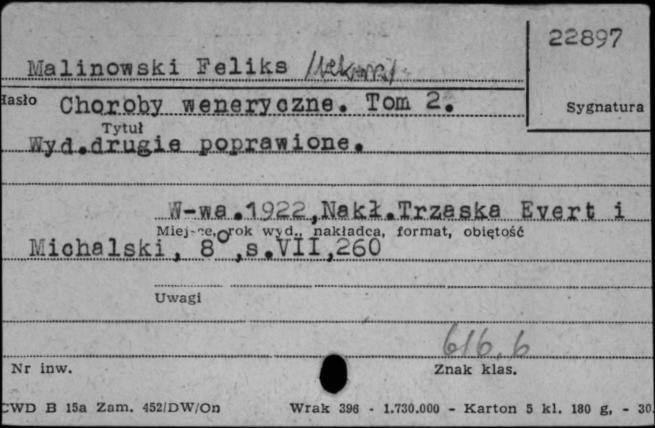 22897
Malinowski Feliks
Hasło Choroby weneryczne. Tom 2.
Sygnatura
Tytuł
Wyd.drugie poprawione.
W-wa.1922,Nakł.Trzaska Evert i
Miejsce, rok wyd., nakładca, format, objętość
Michalski, 8°,s.VII,260
Uwagi
616.6
Nr inw.
Znak klas.
CWD B 15a Zam. 452/DW/On Wrak 396 - 1.730.000 - Karton 5 kl. 180 g, - 30.